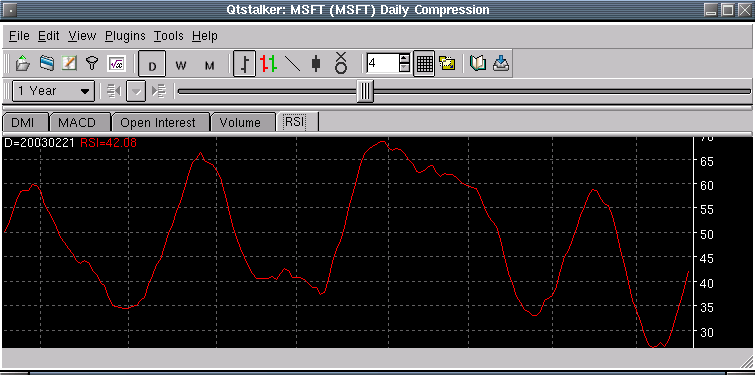 Qtstalker: MSFT (MSFT) Daily Compression
File Edit View Plugins Tools Help
D W M 4
1 Year
DMI MACD Open Interest Volume RSI
D=20030221 RSI=42.08
70
65
60
55
50
45
40
35
30